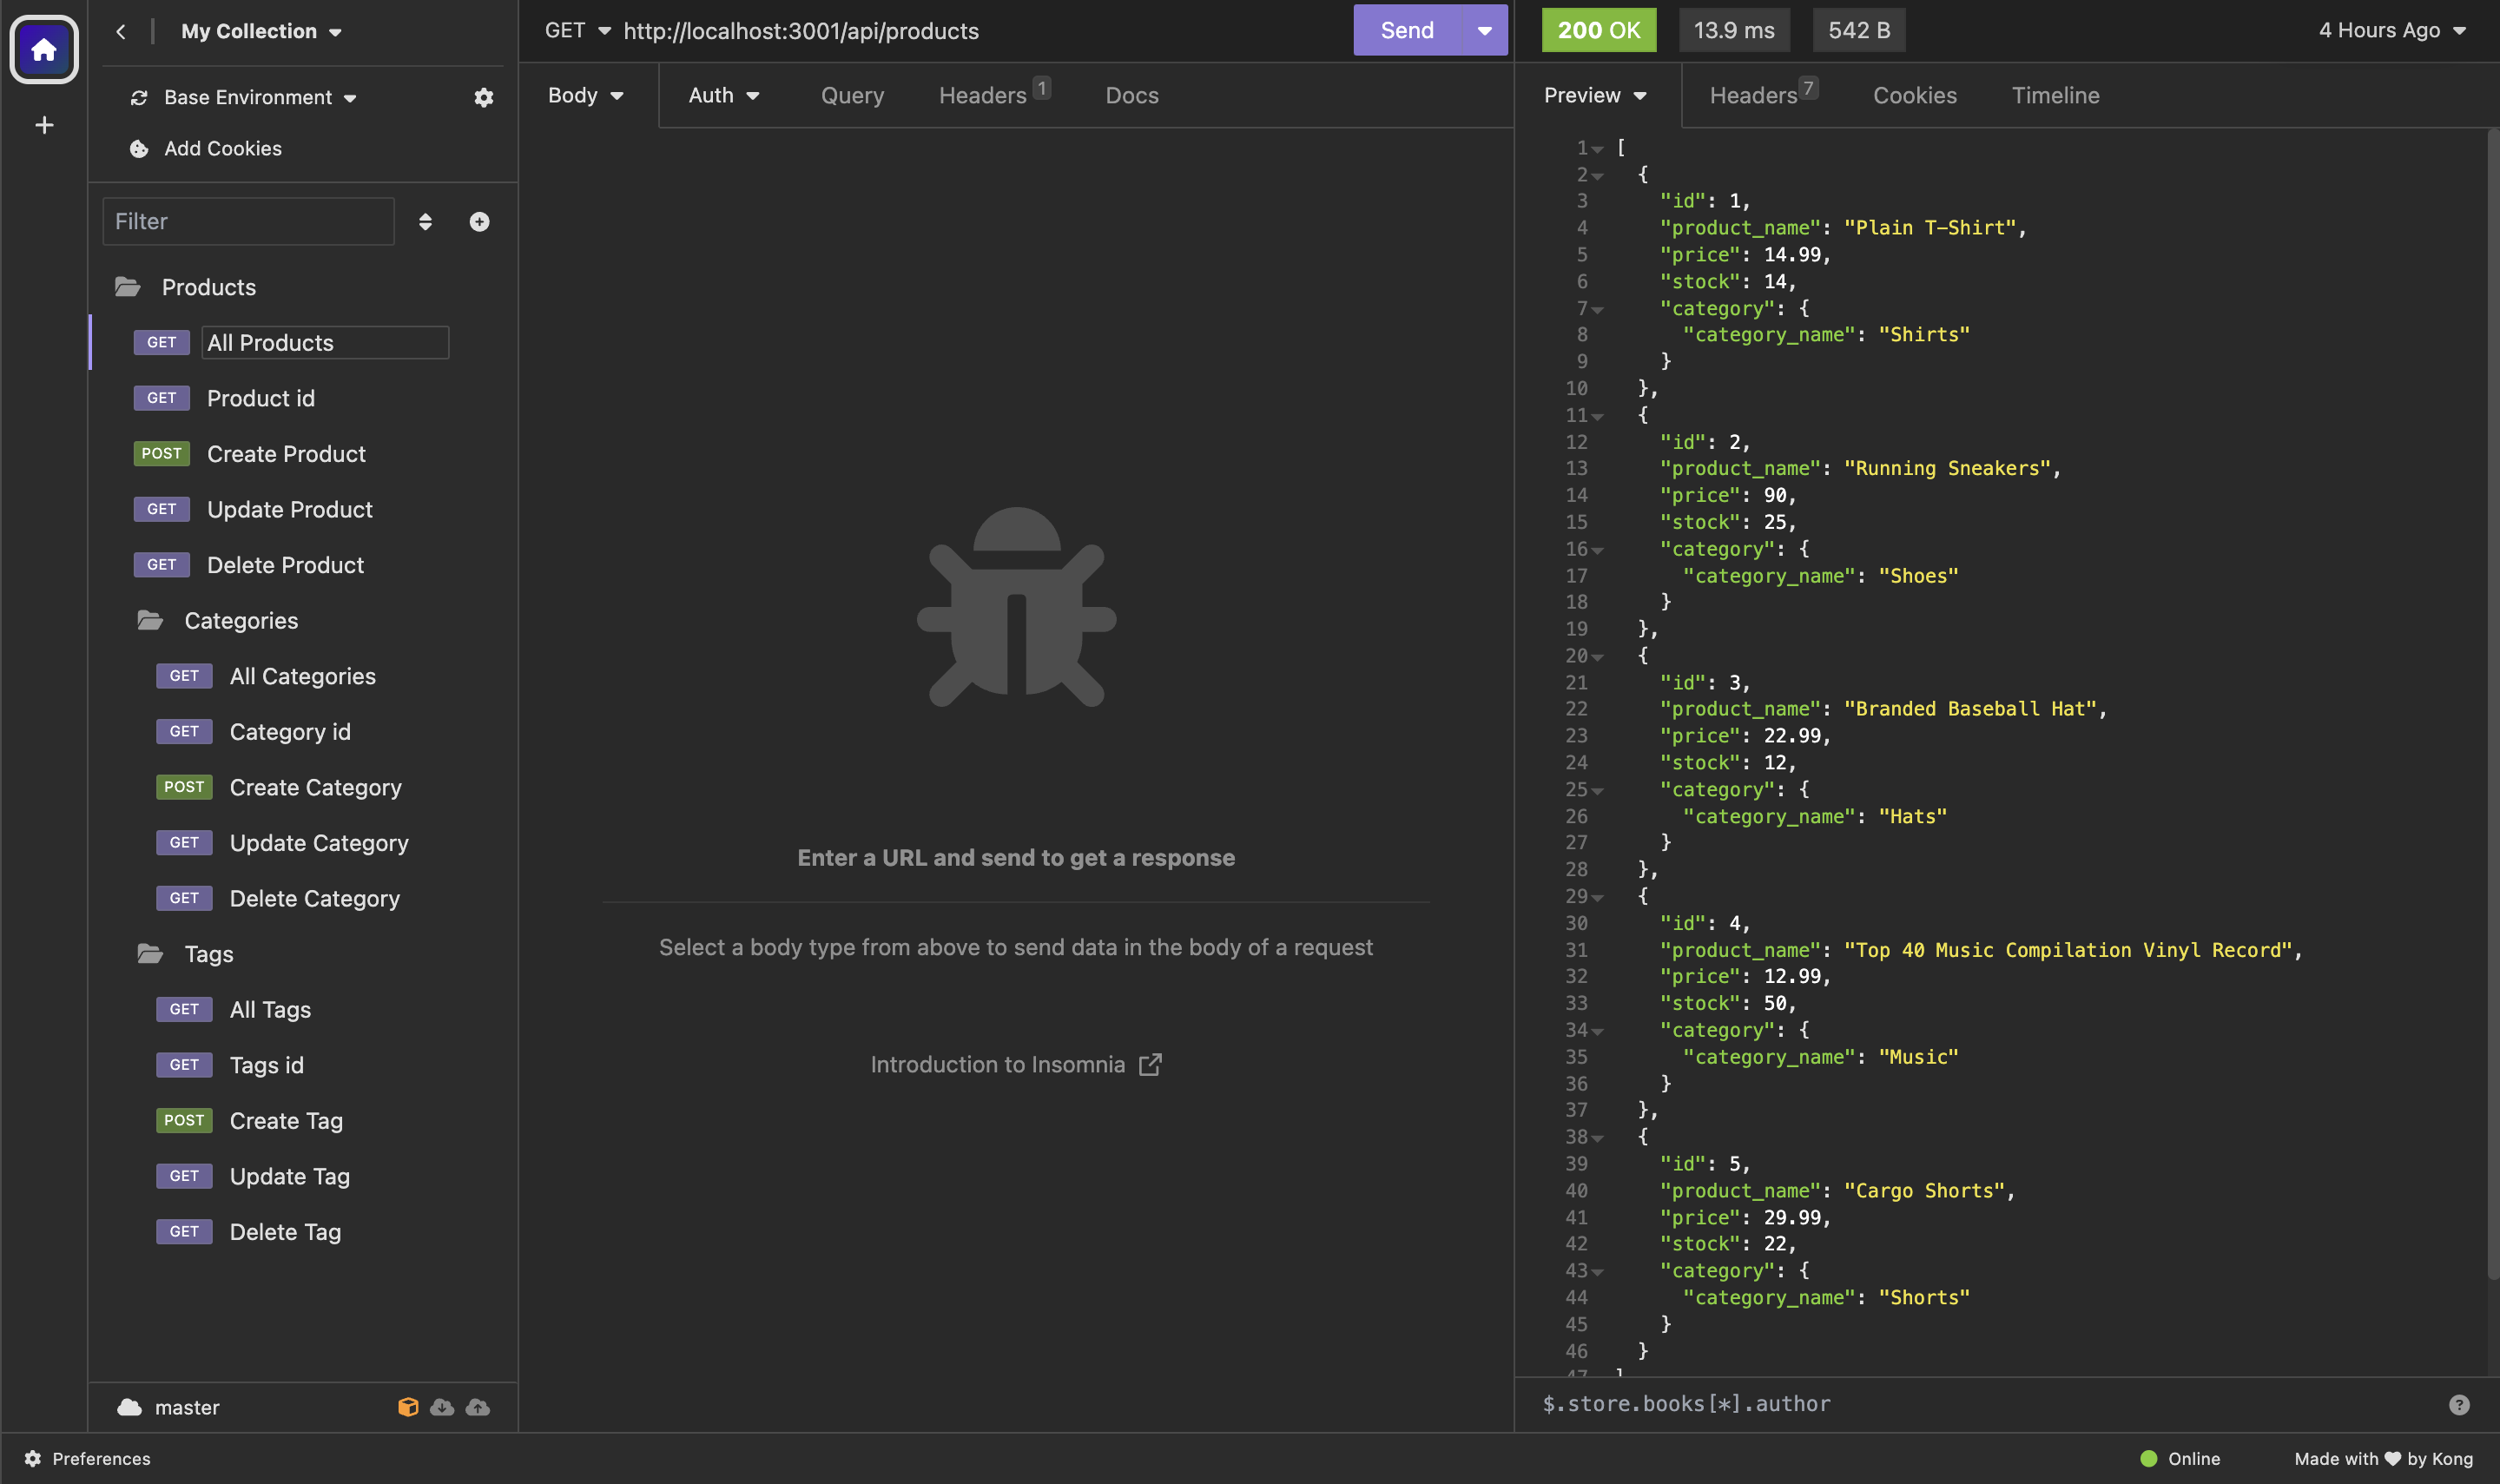 My Collection
Base Environment
Add Cookies
Filter
Products
GET All Products
GET Product id
POST Create Product
GET Update Product
GET Delete Product
Categories
GET All Categories
GET Category id
POST Create Category
GET Update Category
GET Delete Category
Tags
GET All Tags
GET Tags id
POST Create Tag
GET Update Tag
GET Delete Tag
master
GET http://localhost:3001/api/products Send
Body Auth Query Headers 1 Docs
Enter a URL and send to get a response
Select a body type from above to send data in the body of a request
Introduction to Insomnia
200 OK 13.9 ms 542 B 4 Hours Ago
Preview Headers 7 Cookies Timeline
1 [
2 {
3 "id": 1,
4 "product_name": "Plain T-Shirt",
5 "price": 14.99,
6 "stock": 14,
7 "category": {
8 "category_name": "Shirts"
9 }
10 },
11 {
12 "id": 2,
13 "product_name": "Running Sneakers",
14 "price": 90,
15 "stock": 25,
16 "category": {
17 "category_name": "Shoes"
18 }
19 },
20 {
21 "id": 3,
22 "product_name": "Branded Baseball Hat",
23 "price": 22.99,
24 "stock": 12,
25 "category": {
26 "category_name": "Hats"
27 }
28 },
29 {
30 "id": 4,
31 "product_name": "Top 40 Music Compilation Vinyl Record",
32 "price": 12.99,
33 "stock": 50,
34 "category": {
35 "category_name": "Music"
36 }
37 },
38 {
39 "id": 5,
40 "product_name": "Cargo Shorts",
41 "price": 29.99,
42 "stock": 22,
43 "category": {
44 "category_name": "Shorts"
45 }
46 }
47 ]
$.store.books[*].author
Preferences
Online
Made with ♥ by Kong